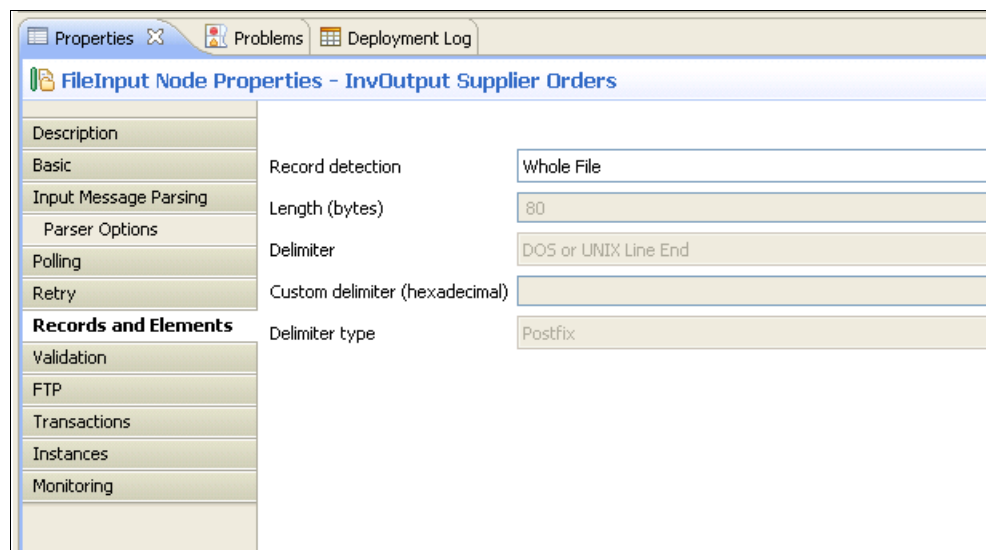 Properties Problems Deployment Log
FileInput Node Properties - InvOutput Supplier Orders
Description
Basic
Input Message Parsing
Parser Options
Polling
Retry
Records and Elements
Validation
FTP
Transactions
Instances
Monitoring
Record detection Whole File
Length (bytes) 80
Delimiter DOS or UNIX Line End
Custom delimiter (hexadecimal)
Delimiter type Postfix